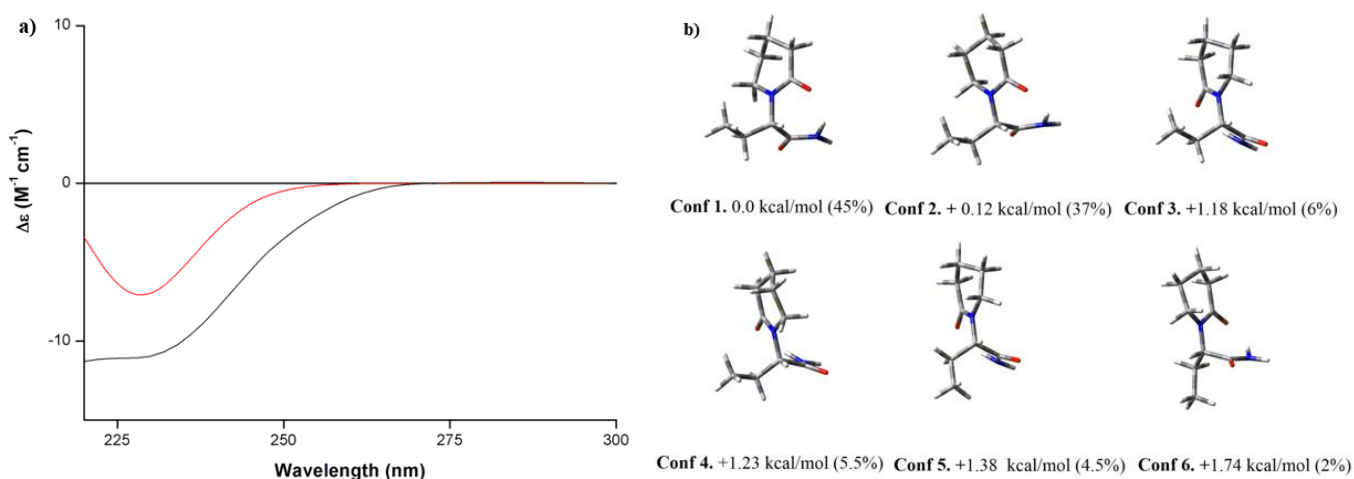 a)
10
0
-10
Δε (M⁻¹ cm⁻¹)
225 250 275 300
Wavelength (nm)
b)
Conf 1. 0.0 kcal/mol (45%) Conf 2. + 0.12 kcal/mol (37%) Conf 3. +1.18 kcal/mol (6%)
Conf 4. +1.23 kcal/mol (5.5%) Conf 5. +1.38 kcal/mol (4.5%) Conf 6. +1.74 kcal/mol (2%)